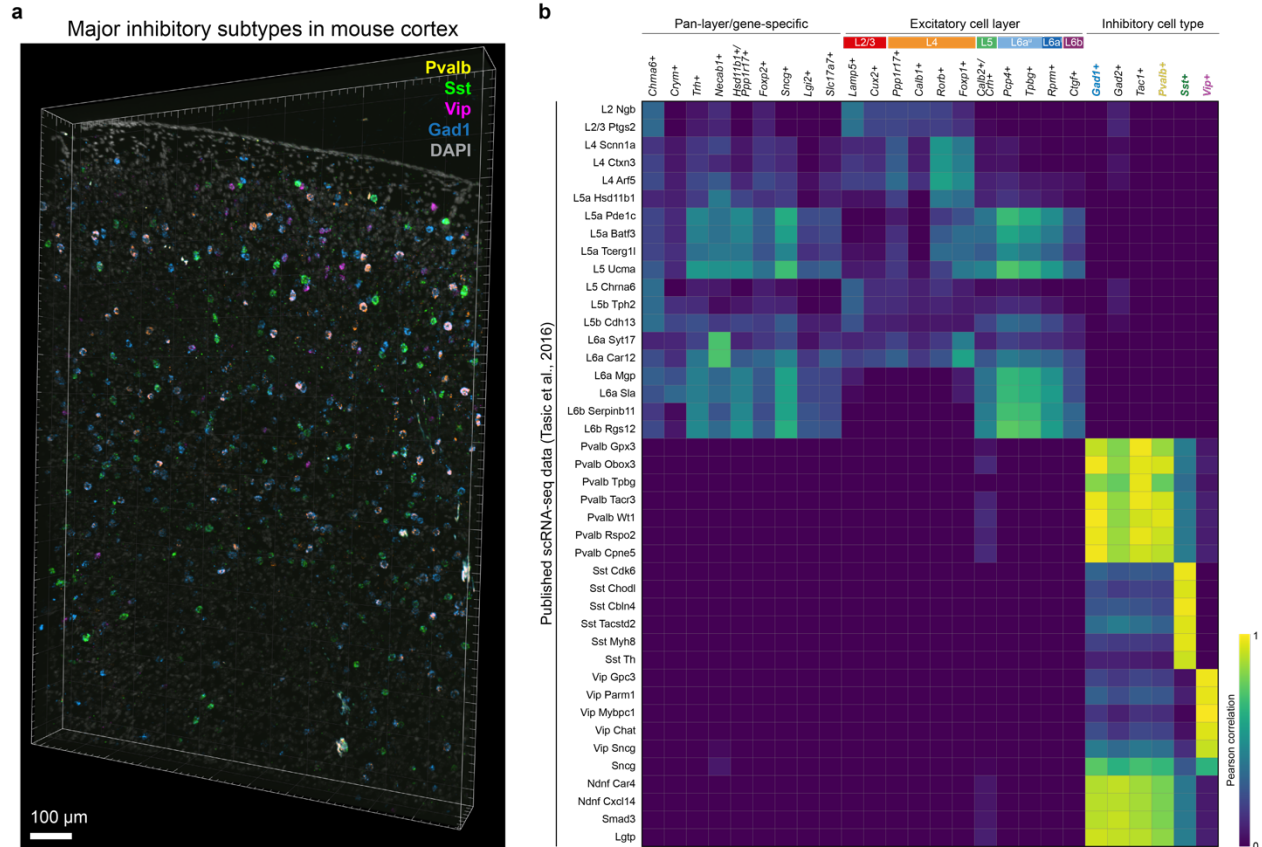 a
Major inhibitory subtypes in mouse cortex
Pvalb
Sst
Vip
Gad1
DAPI
100 µm
b
Pan-layer/gene-specific
Excitatory cell layer
Inhibitory cell type
L2/3
L4
L5
L6b
Chrna6+
Crym+
Trh+
Necab1+
Hsd11b1+/
Ppp1r17+
Foxp2+
Sncg+
Lgi2+
Slc17a7+
Lamp5+
Cux2+
Ppp1r17+
Calb1+
Rorb+
Foxp1+
Calb2+/
Crh+
Pcp4+
Tpbg+
Rprm+
Ctgf+
Gad1+
Gad2+
Tac1+
Pvalb+
Sst+
Vip+
Published scRNA-seq data (Tasic et al., 2016)
L2 Ngb
L2/3 Ptgs2
L4 Scnn1a
L4 Ctxn3
L4 Arf5
L5a Hsd11b1
L5a Pde1c
L5a Batf3
L5a Tcerg1l
L5 Ucma
L5 Chrna6
L5b Tph2
L5b Cdh13
L6a Syt17
L6a Car12
L6a Mgp
L6a Sla
L6b Serpinb11
L6b Rgs12
Pvalb Gpx3
Pvalb Obox3
Pvalb Tpbg
Pvalb Tacr3
Pvalb Wt1
Pvalb Rspo2
Pvalb Cpne5
Sst Cdk6
Sst Chodl
Sst Cbln4
Sst Tacstd2
Sst Myh8
Sst Th
Vip Gpc3
Vip Parm1
Vip Mybpc1
Vip Chat
Vip Sncg
Sncg
Ndnf Car4
Ndnf Cxcl14
Smad3
Lgtp
1
Pearson correlation
0